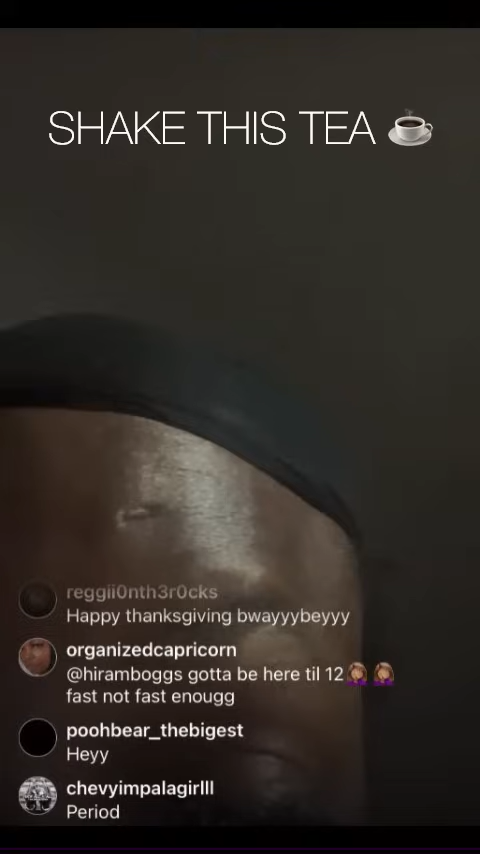 SHAKE THIS TEA ☕
reggii0nth3r0cks
Happy thanksgiving bwayyybeyyy
organizedcapricorn
@hiramboggs gotta be here til 12🤦🏽‍♀️🤦🏽‍♀️
fast not fast enougg
poohbear_thebigest
Heyy
chevyimpalagirlll
Period